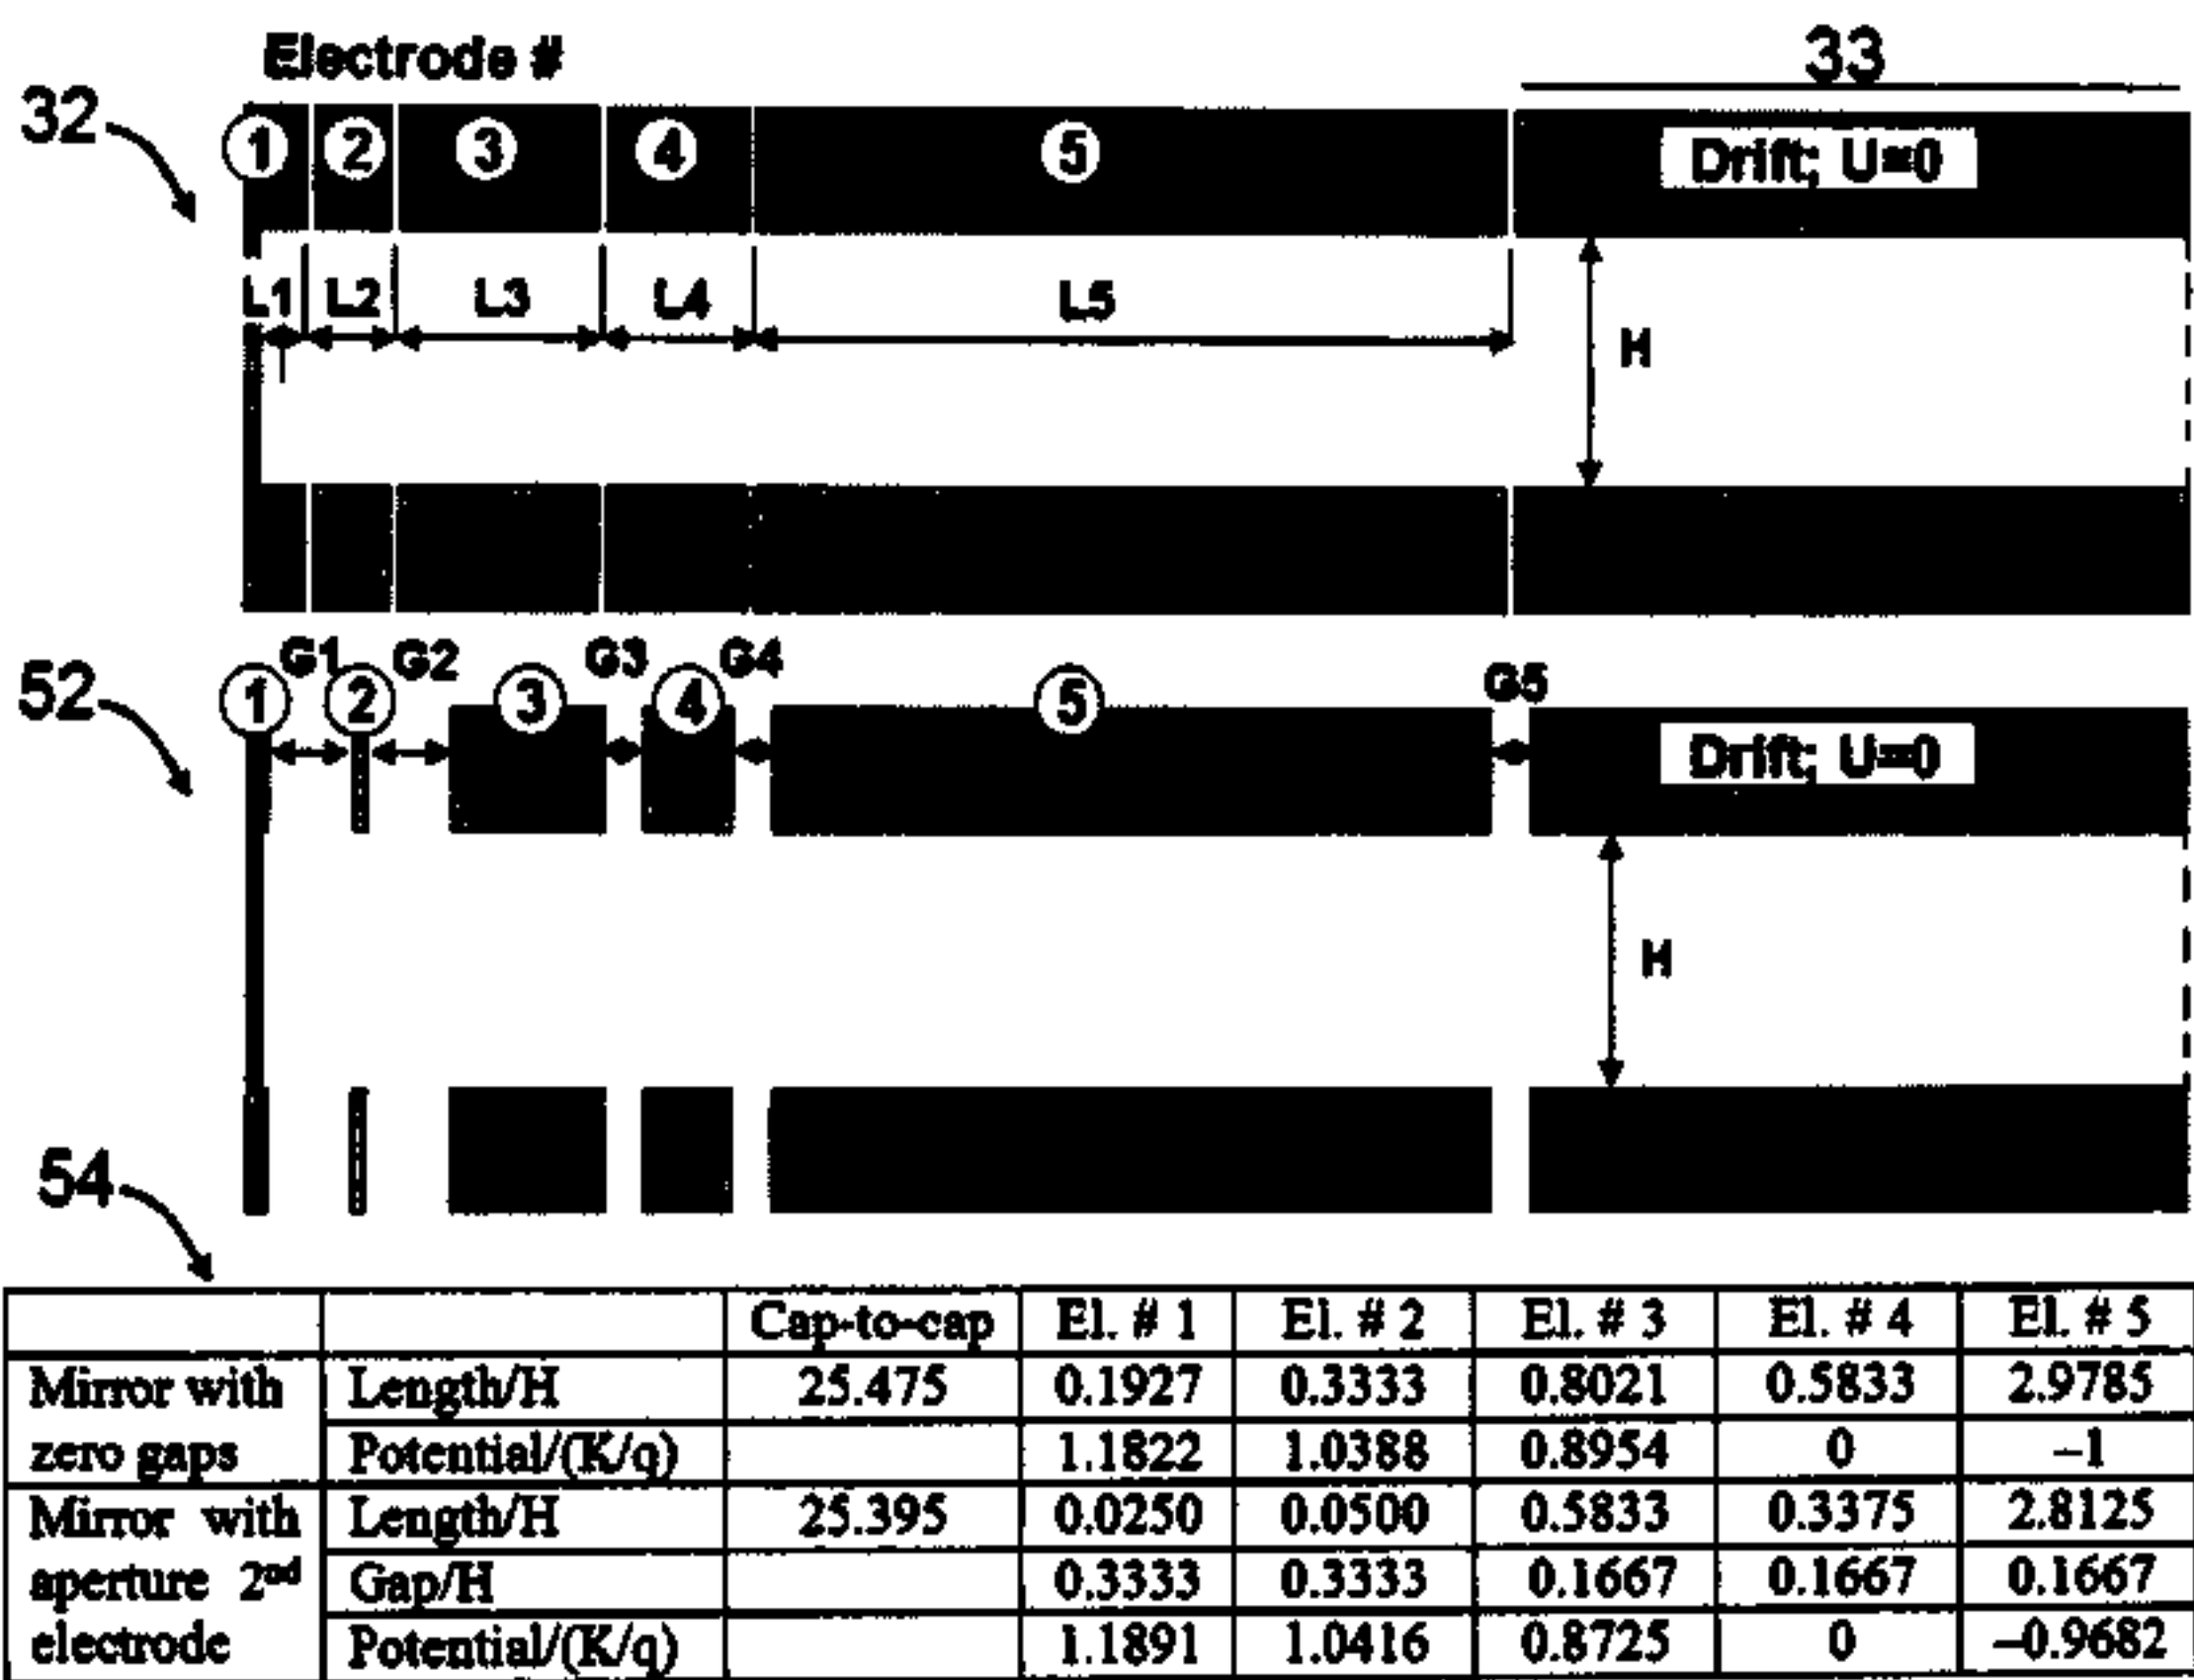 Electrode #
33
32
1 2 3 4 5 Drift; U=0
L1 L2 L3 L4 L5
H
G1 G2 G3 G4 G5
52
1 2 3 4 5 Drift; U=0
H
54
Cap-to-cap El. # 1 El. # 2 El. # 3 El. # 4 El. # 5
Mirror with zero gaps Length/H 25.475 0.1927 0.3333 0.8021 0.5833 2.9785
Potential/(K/q) 1.1822 1.0388 0.8954 0 –1
Mirror with aperture 2nd electrode Length/H 25.395 0.0250 0.0500 0.5833 0.3375 2.8125
Gap/H 0.3333 0.3333 0.1667 0.1667 0.1667
Potential/(K/q) 1.1891 1.0416 0.8725 0 –0.9682